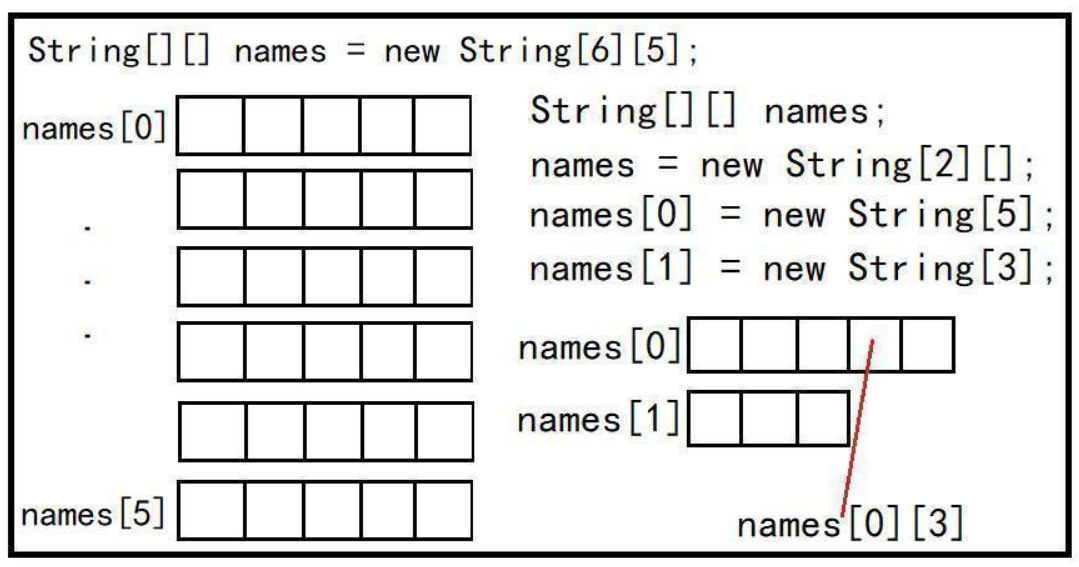 String[][] names = new String[6][5];
names[0]
.
.
.
names[5]
String[][] names;
names = new String[2][];
names[0] = new String[5];
names[1] = new String[3];
names[0]
names[1]
names[0][3]